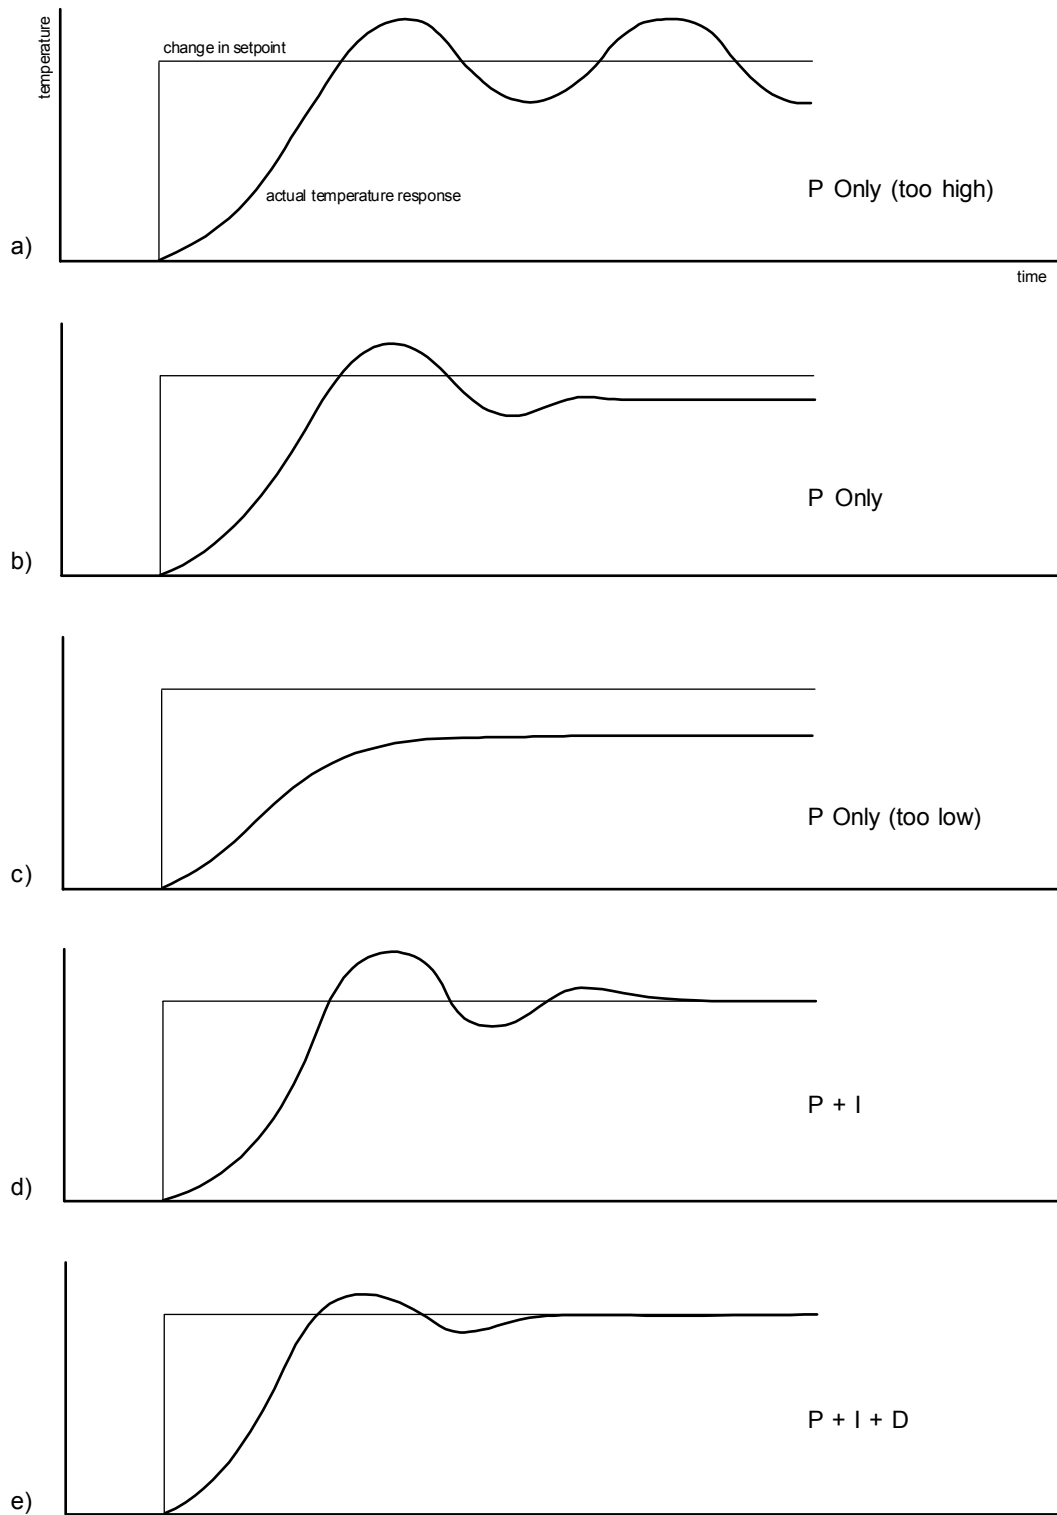 temperature
change in setpoint
actual temperature response
P Only (too high)
a)
time
P Only
b)
P Only (too low)
c)
P + I
d)
P + I + D
e)